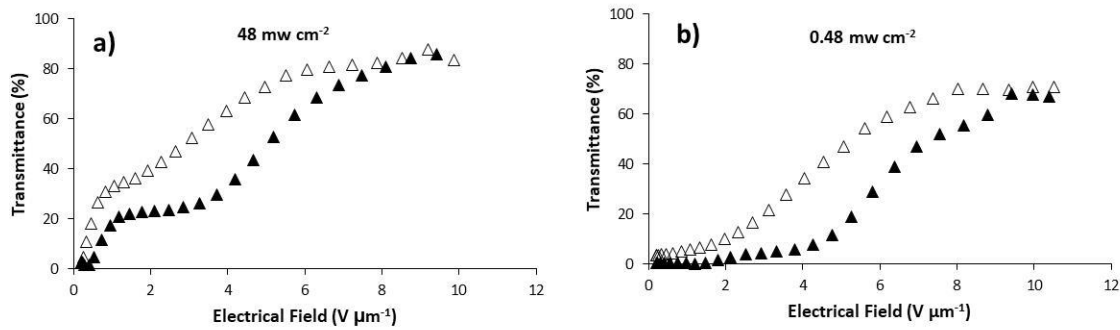 a)
48 mw cm⁻²
Transmittance (%)
100
80
60
40
20
0
0 2 4 6 8 10 12
Electrical Field (V µm⁻¹)
b)
0.48 mw cm⁻²
Transmittance (%)
100
80
60
40
20
0
0 2 4 6 8 10 12
Electrical Field (V µm⁻¹)